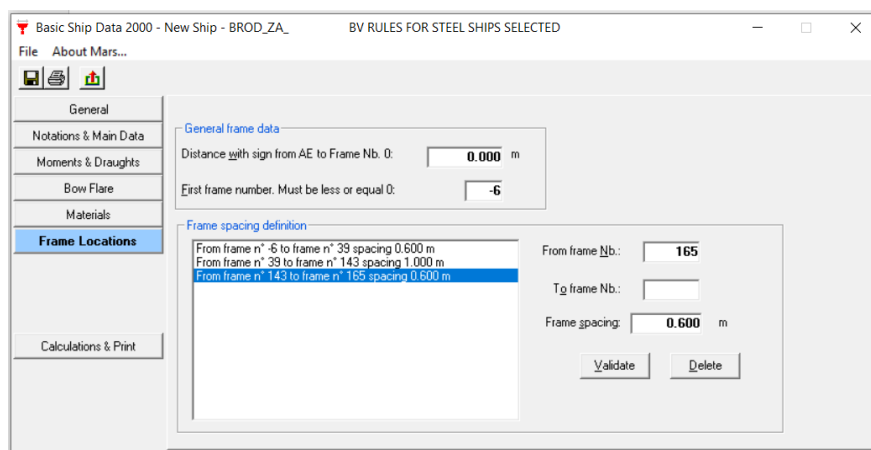 Basic Ship Data 2000 - New Ship - BROD_ZA_ BV RULES FOR STEEL SHIPS SELECTED
File About Mars...
General
Notations & Main Data
Moments & Draughts
Bow Flare
Materials
Frame Locations
Calculations & Print
General frame data
Distance with sign from AE to Frame Nb. 0: 0.000 m
First frame number. Must be less or equal 0: -6
Frame spacing definition
From frame n° -6 to frame n° 39 spacing 0.600 m
From frame n° 39 to frame n° 143 spacing 1.000 m
From frame n° 143 to frame n° 165 spacing 0.600 m
From frame Nb.: 165
To frame Nb.:
Frame spacing: 0.600 m
Validate Delete